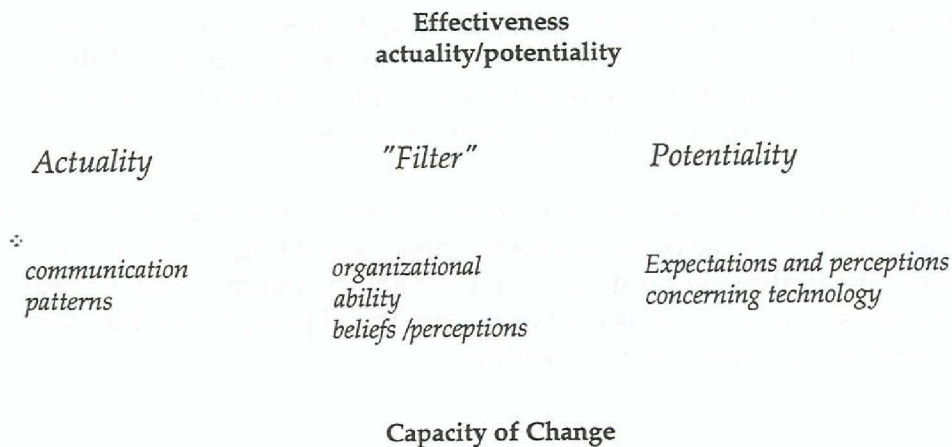 Effectiveness
actuality/potentiality
Actuality "Filter" Potentiality
communication organizational Expectations and perceptions
patterns ability concerning technology
beliefs /perceptions
Capacity of Change